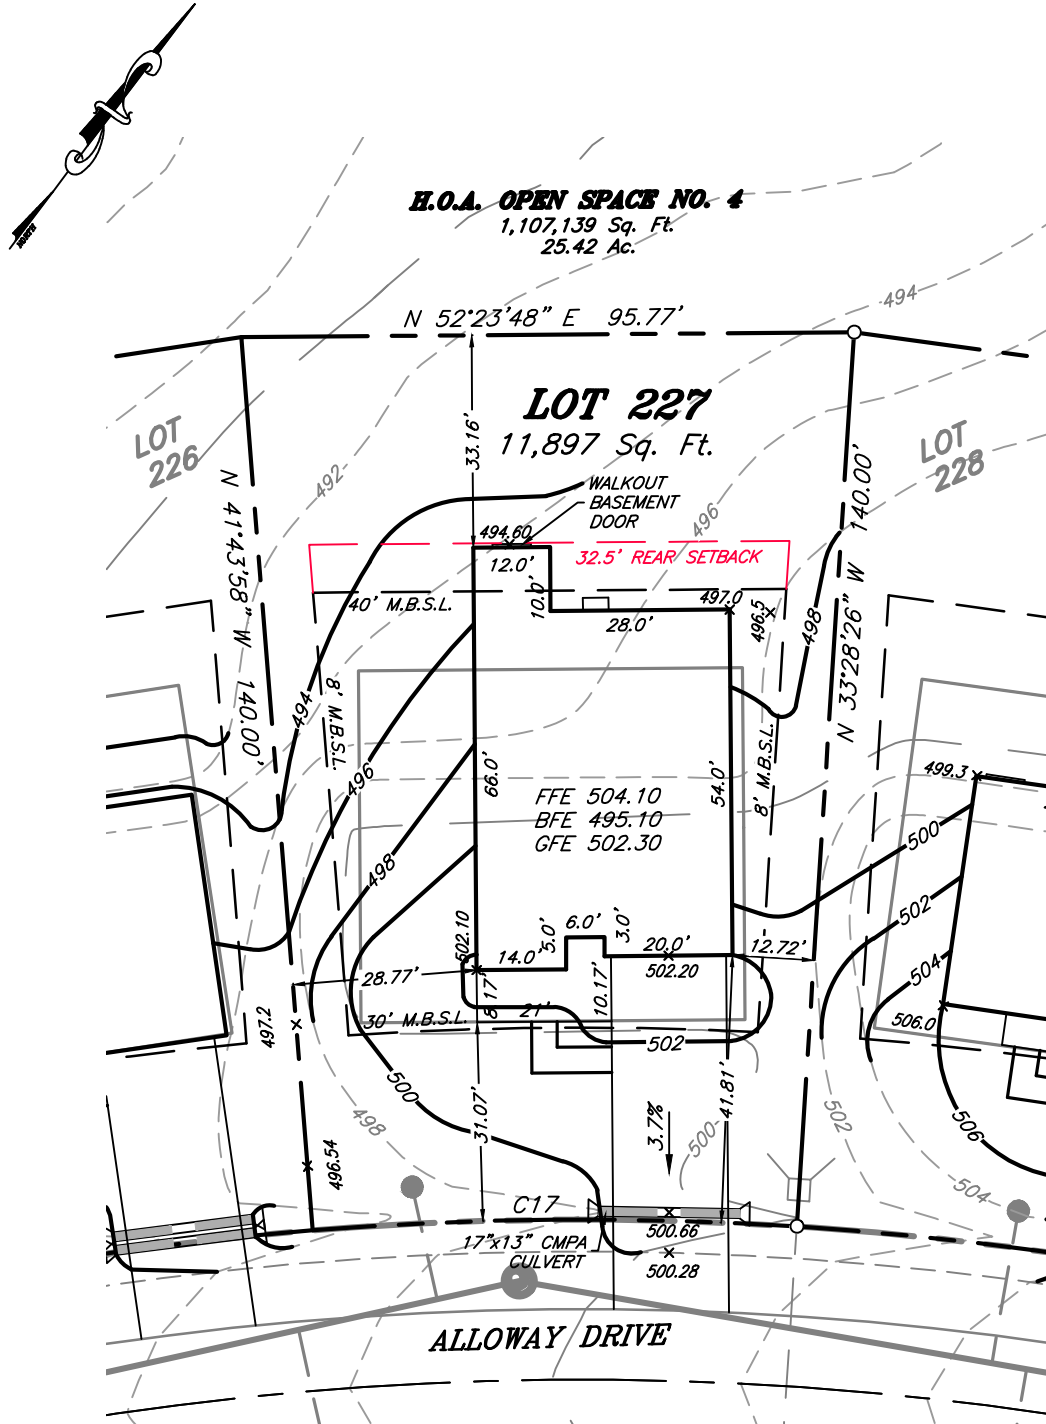 NORTH
H.O.A. OPEN SPACE NO. 4
1,107,139 Sq. Ft.
25.42 Ac.
494
N 52°23'48" E 95.77'
LOT 227
11,897 Sq. Ft.
33.16'
LOT
226
LOT
228
492
496
N 41°43'58" W 140.00'
N 33°28'26" W 140.00'
WALKOUT
BASEMENT
DOOR
494.60
12.0'
32.5' REAR SETBACK
40' M.B.S.L.
10.0'
28.0'
497.0
496.5
498
8' M.B.S.L.
494
496
66.0'
54.0'
8' M.B.S.L.
499.3
FFE 504.10
BFE 495.10
GFE 502.30
500
498
502
504
502.10
14.0'
5.0'
6.0'
3.0'
20.0'
502.20
12.72'
28.77'
8.17'
10.17'
21'
506.0
497.2
30' M.B.S.L.
502
500
31.07'
41.81'
3.7%
498
500
502
506
504
496.54
C17
17"x13" CMPA
CULVERT
500.66
500.28
ALLOWAY DRIVE